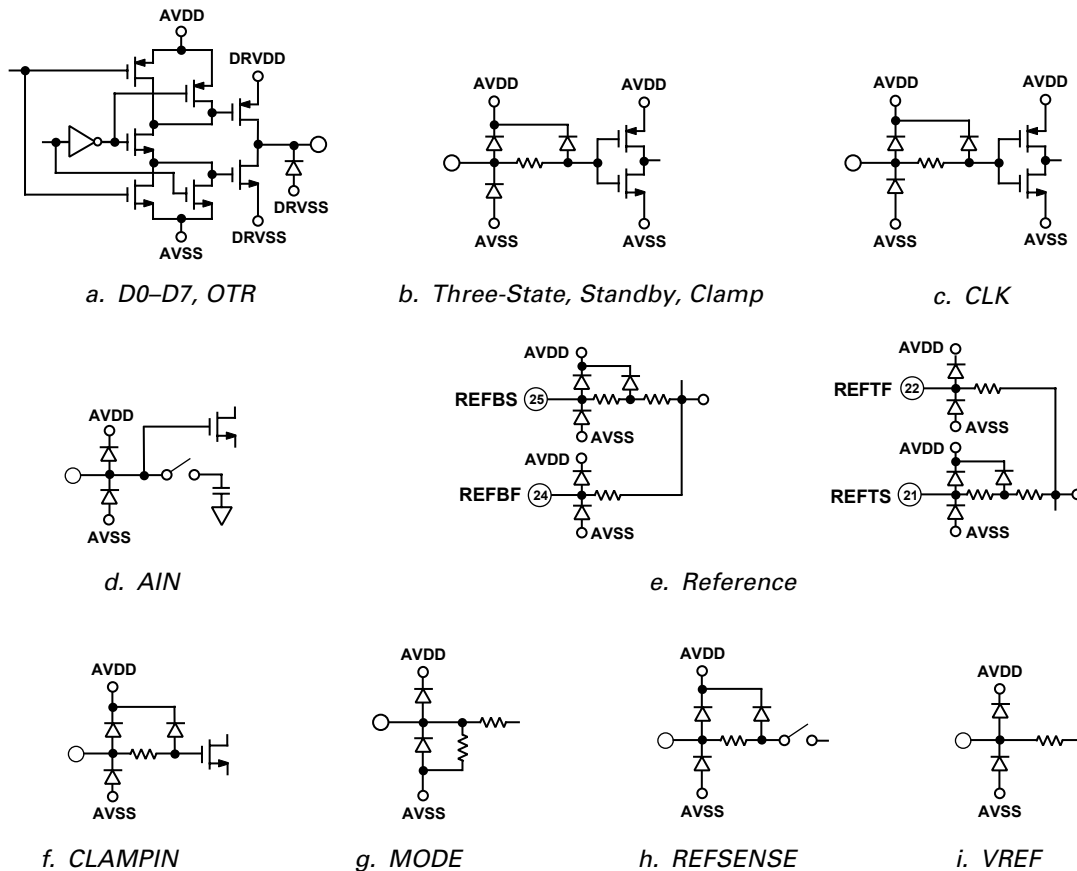 AVDD
DRVDD
DRVSS
DRVSS
AVSS
a. D0–D7, OTR
AVDD
AVDD
AVSS
AVSS
b. Three-State, Standby, Clamp
AVDD
AVDD
AVSS
AVSS
c. CLK
AVDD
AVSS
d. AIN
AVDD
REFBS 25
AVSS
AVDD
REFBF 24
AVSS
AVDD
REFTF 22
AVSS
AVDD
REFTS 21
AVSS
e. Reference
AVDD
AVSS
f. CLAMPIN
AVDD
AVSS
g. MODE
AVDD
AVSS
h. REFSENSE
AVDD
AVSS
i. VREF